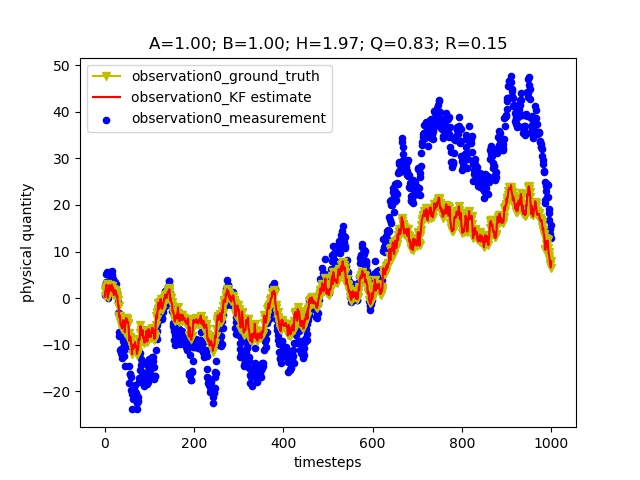 A=1.00; B=1.00; H=1.97; Q=0.83; R=0.15
observation0_ground_truth
observation0_KF estimate
observation0_measurement
physical quantity
50
40
30
20
10
0
−10
−20
0 200 400 600 800 1000
timesteps